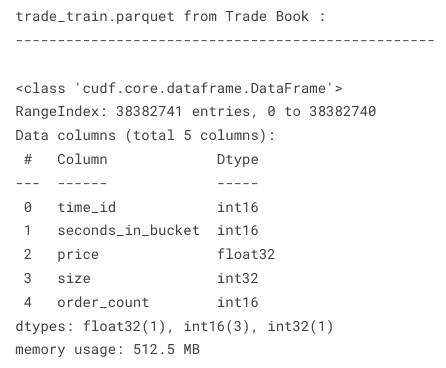 trade_train.parquet from Trade Book :
--------------------------------------------------
<class 'cudf.core.dataframe.DataFrame'>
RangeIndex: 38382741 entries, 0 to 38382740
Data columns (total 5 columns):
 #   Column             Dtype
---  ------             -----
 0   time_id            int16
 1   seconds_in_bucket  int16
 2   price              float32
 3   size               int32
 4   order_count        int16
dtypes: float32(1), int16(3), int32(1)
memory usage: 512.5 MB